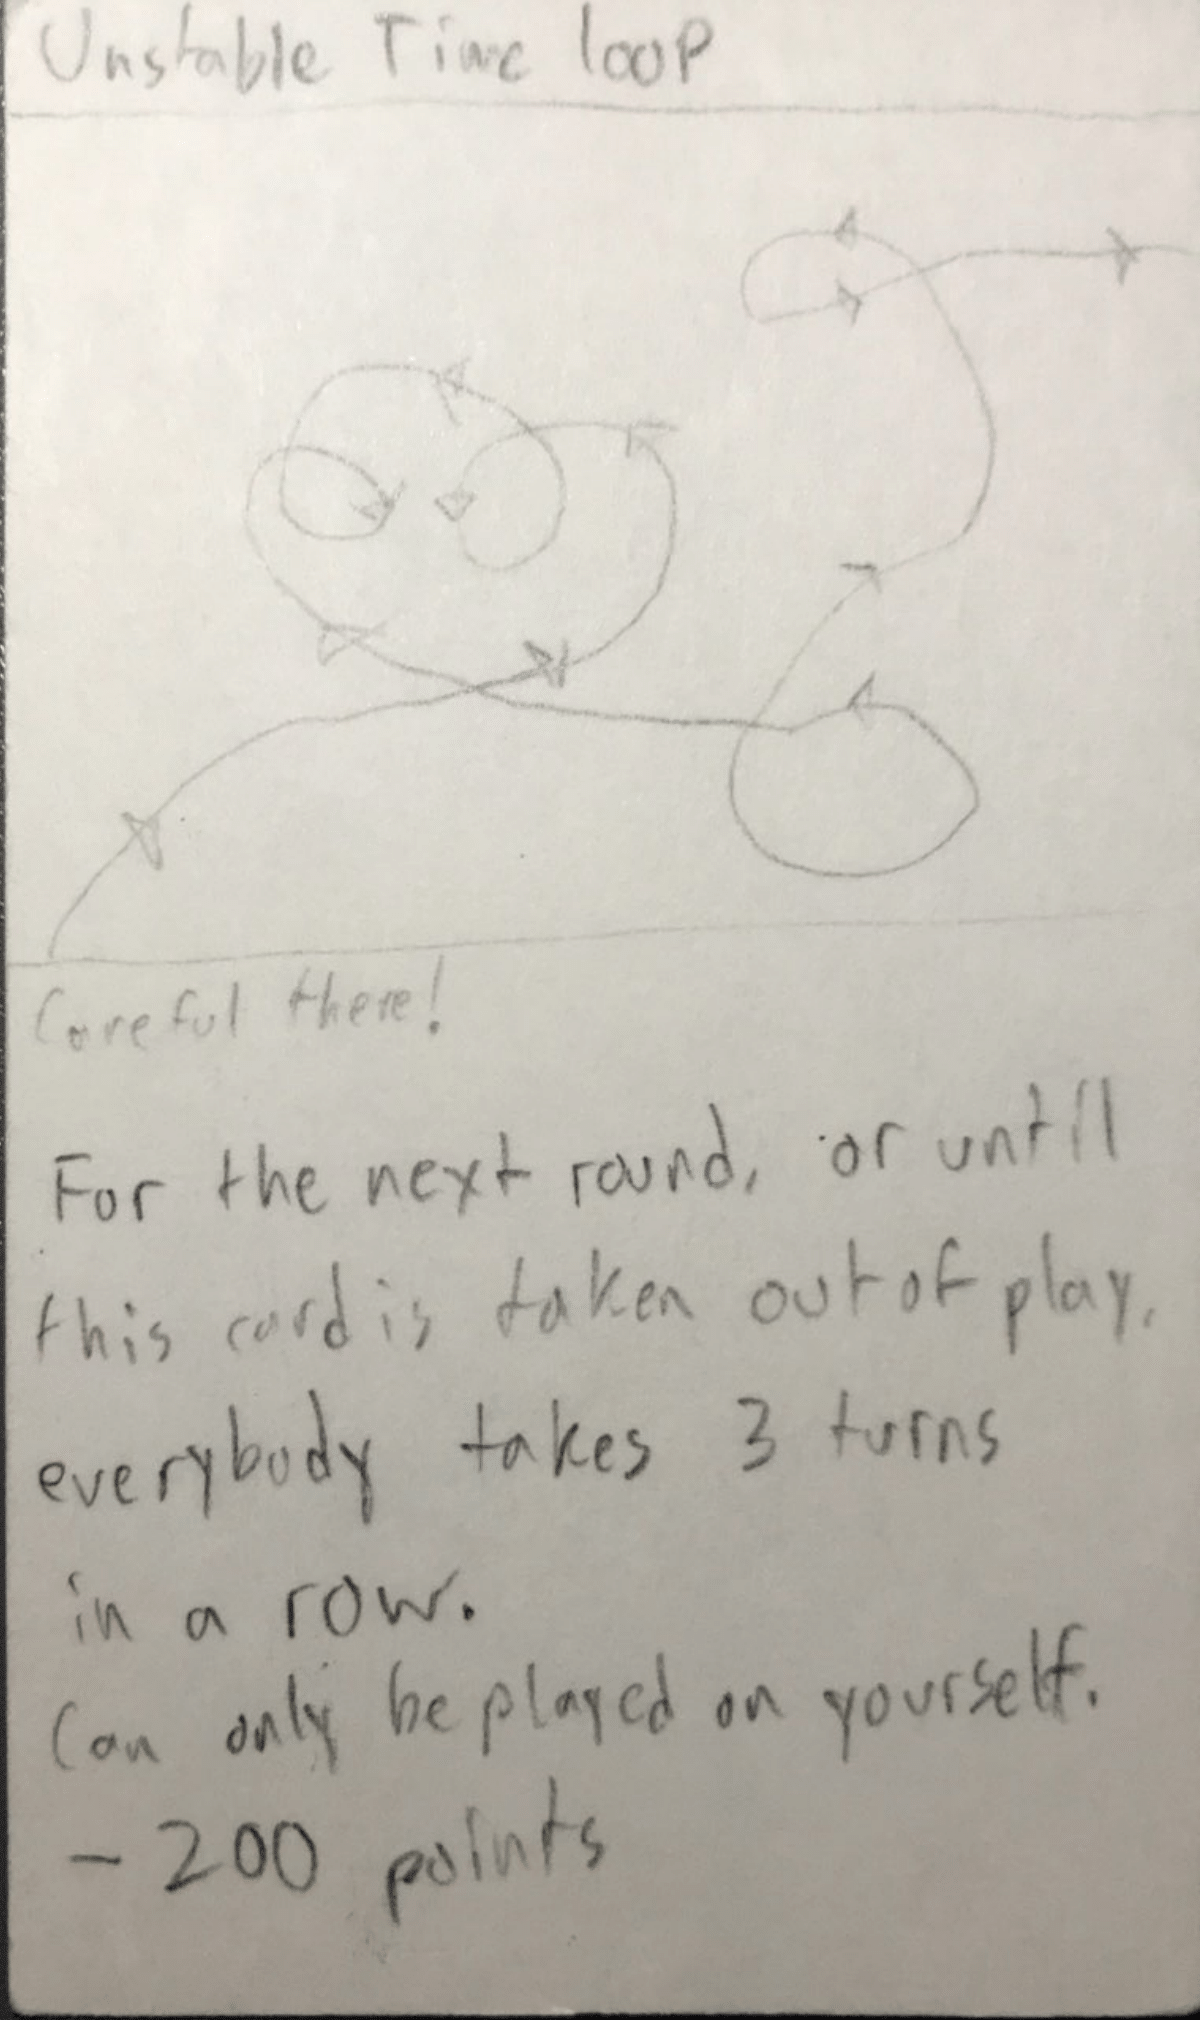 Unstable Time loop
Careful there!
For the next round, or until
this card is taken out of play,
everybody takes 3 turns
in a row.
Can only be played on yourself.
- 200 points